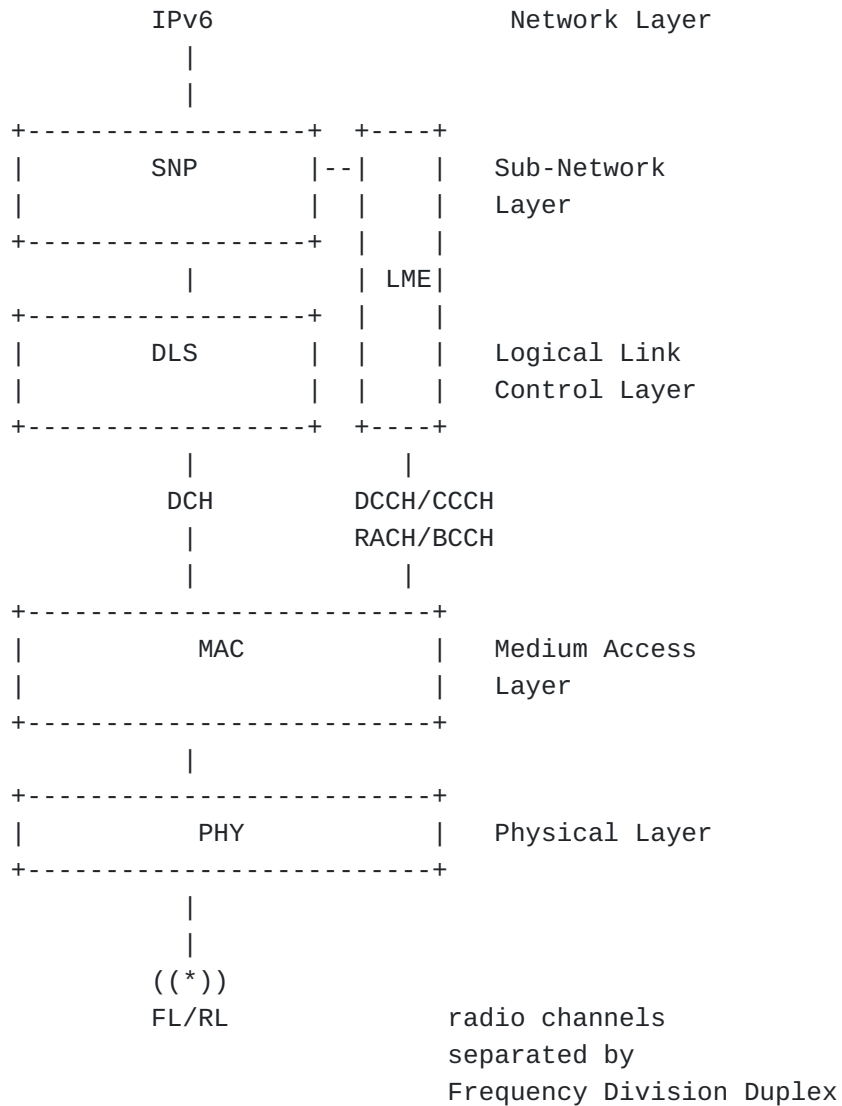 IPv6 Network Layer
SNP Sub-Network
Layer
LME
DLS Logical Link
Control Layer
DCH DCCH/CCCH
RACH/BCCH
MAC Medium Access
Layer
PHY Physical Layer
((*))
FL/RL radio channels
separated by
Frequency Division Duplex